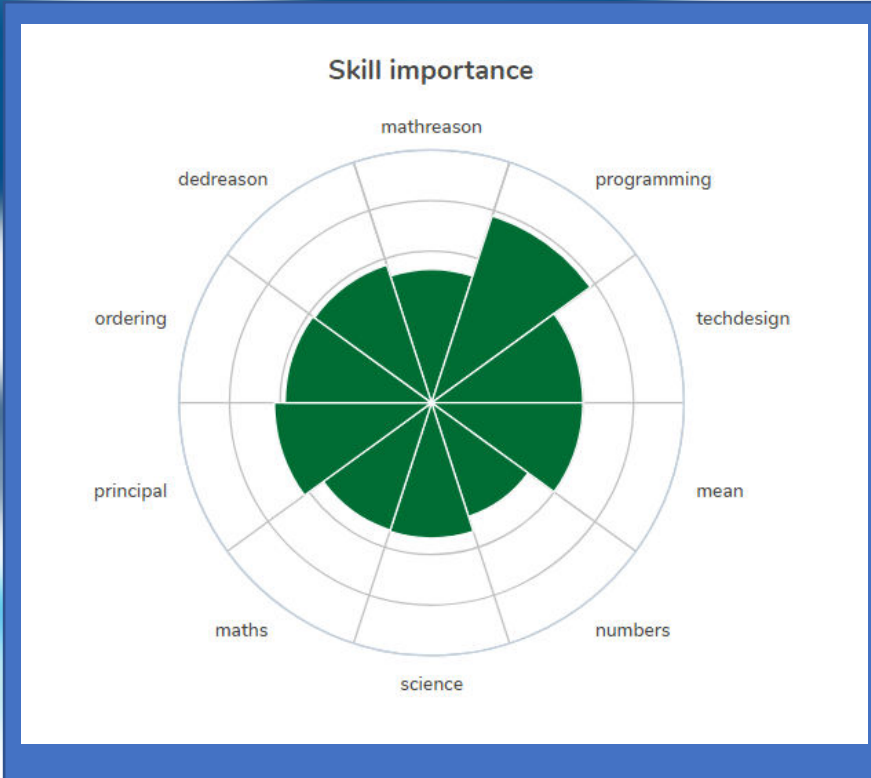 Skill importance
mathreason
dedreason
programming
ordering
techdesign
principal
mean
maths
numbers
science